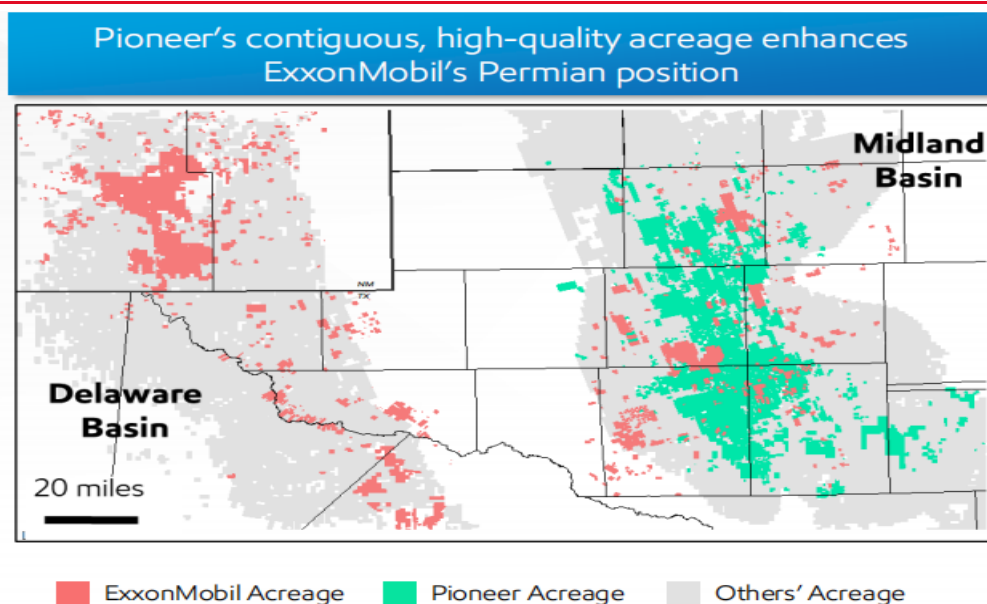 Pioneer's contiguous, high-quality acreage enhances
ExxonMobil's Permian position
Midland
Basin
NM
TX
Delaware
Basin
20 miles
1
ExxonMobil Acreage
Pioneer Acreage
Others' Acreage